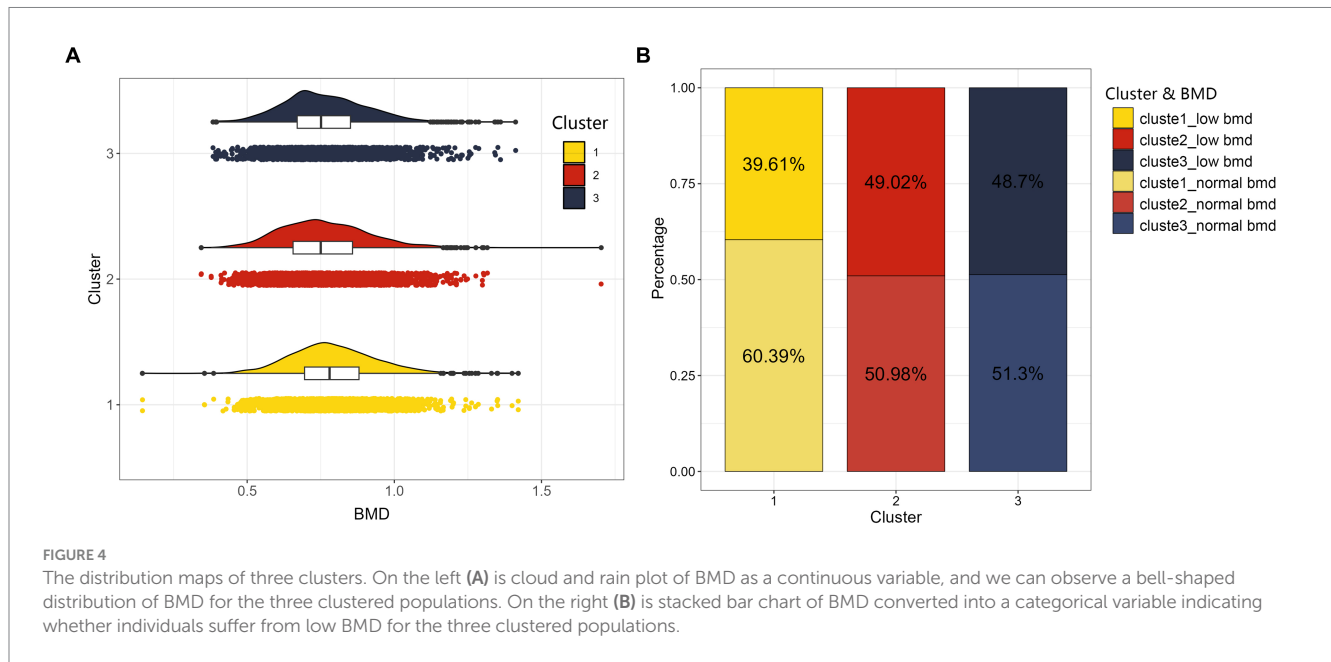 A
Cluster
3
2
1
Cluster
1
2
3
0.5 1.0 1.5
BMD
B
Percentage
1.00
0.75
0.50
0.25
0.00
39.61%
49.02%
48.7%
60.39%
50.98%
51.3%
1 2 3
Cluster
Cluster & BMD
cluste1_low bmd
cluste2_low bmd
cluste3_low bmd
cluste1_normal bmd
cluste2_normal bmd
cluste3_normal bmd
FIGURE 4
The distribution maps of three clusters. On the left (A) is cloud and rain plot of BMD as a continuous variable, and we can observe a bell-shaped
distribution of BMD for the three clustered populations. On the right (B) is stacked bar chart of BMD converted into a categorical variable indicating
whether individuals suffer from low BMD for the three clustered populations.